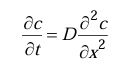 ∂c/∂t = D ∂²c/∂x²